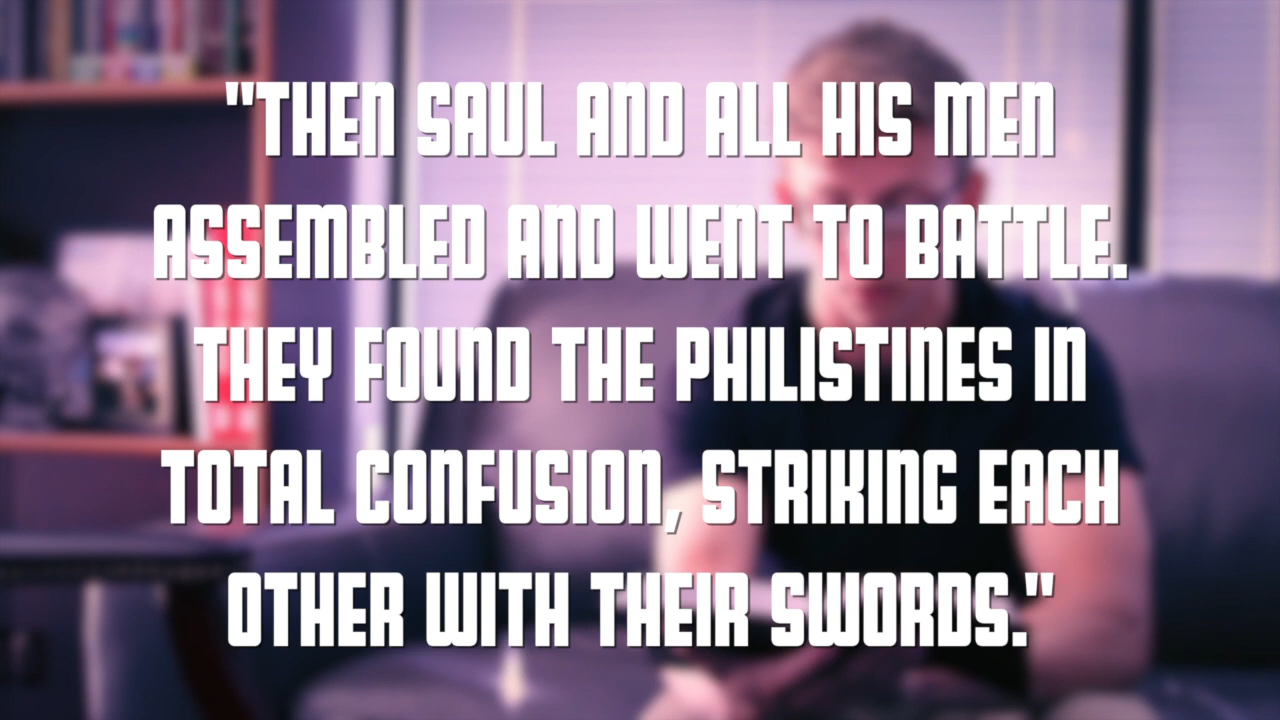 "THEN SAUL AND ALL HIS MEN
ASSEMBLED AND WENT TO BATTLE.
THEY FOUND THE PHILISTINES IN
TOTAL CONFUSION, STRIKING EACH
OTHER WITH THEIR SWORDS."